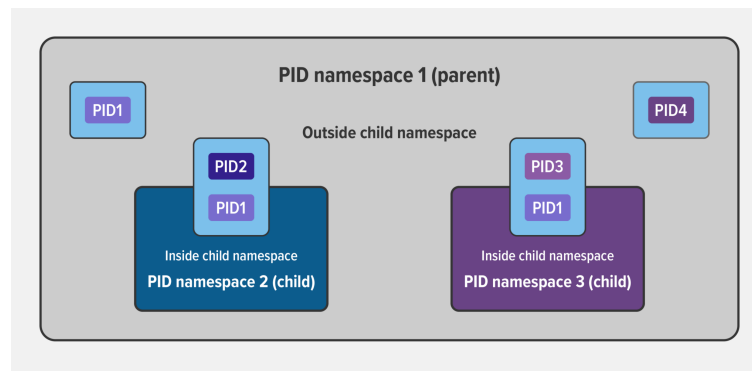 PID namespace 1 (parent)
PID1
PID4
Outside child namespace
PID2
PID1
Inside child namespace
PID namespace 2 (child)
PID3
PID1
Inside child namespace
PID namespace 3 (child)